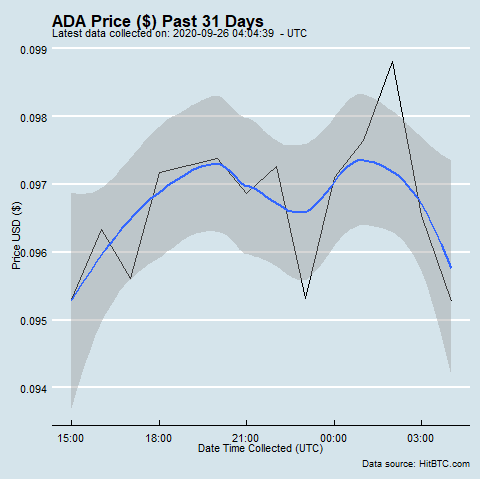 ADA Price ($) Past 31 Days
Latest data collected on: 2020-09-26 04:04:39  - UTC
0.099
0.098
0.097
0.096
0.095
0.094
Price USD ($)
15:00 18:00 21:00 00:00 03:00
Date Time Collected (UTC)
Data source: HitBTC.com